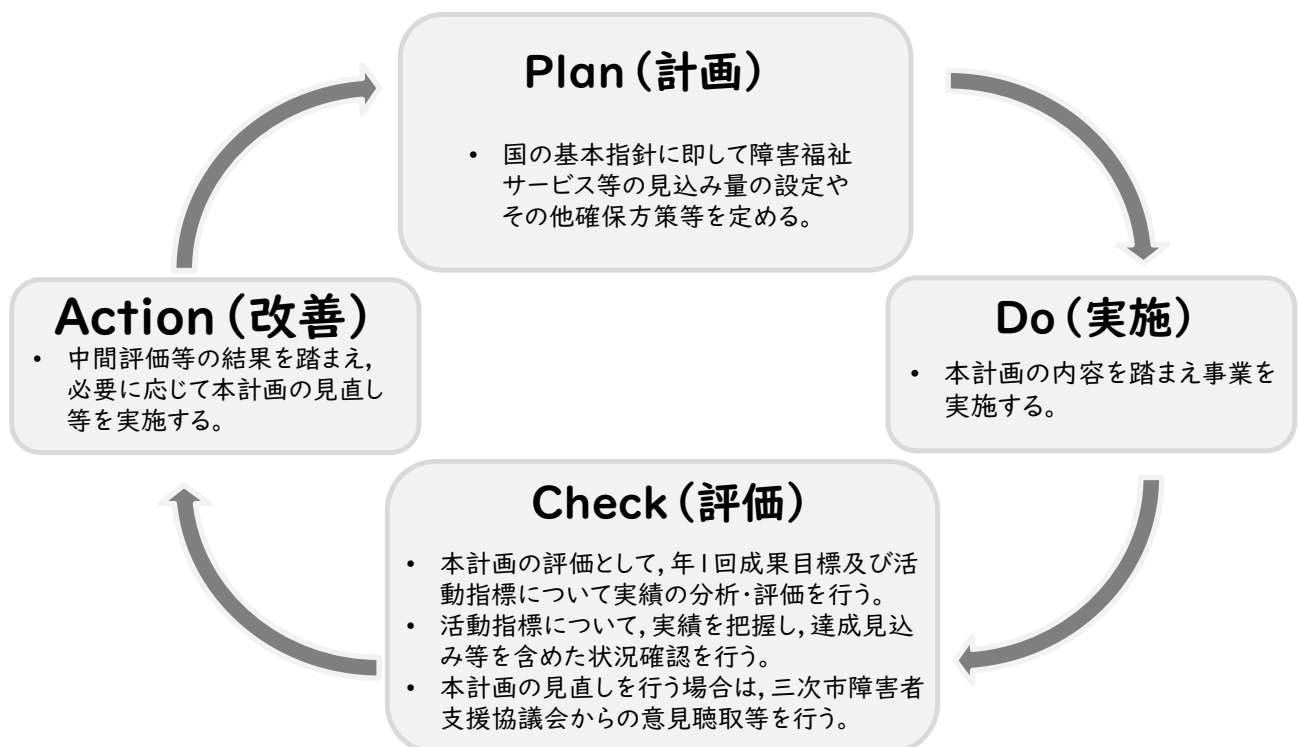 Plan（計画）
• 国の基本指針に即して障害福祉
サービス等の見込み量の設定や
その他確保方策等を定める。
Action（改善）
• 中間評価等の結果を踏まえ，
必要に応じて本計画の見直し
等を実施する。
Do（実施）
• 本計画の内容を踏まえ事業を
実施する。
Check（評価）
• 本計画の評価として，年1回成果目標及び活
動指標について実績の分析・評価を行う。
• 活動指標について，実績を把握し，達成見込
み等を含めた状況確認を行う。
• 本計画の見直しを行う場合は，三次市障害者
支援協議会からの意見聴取等を行う。